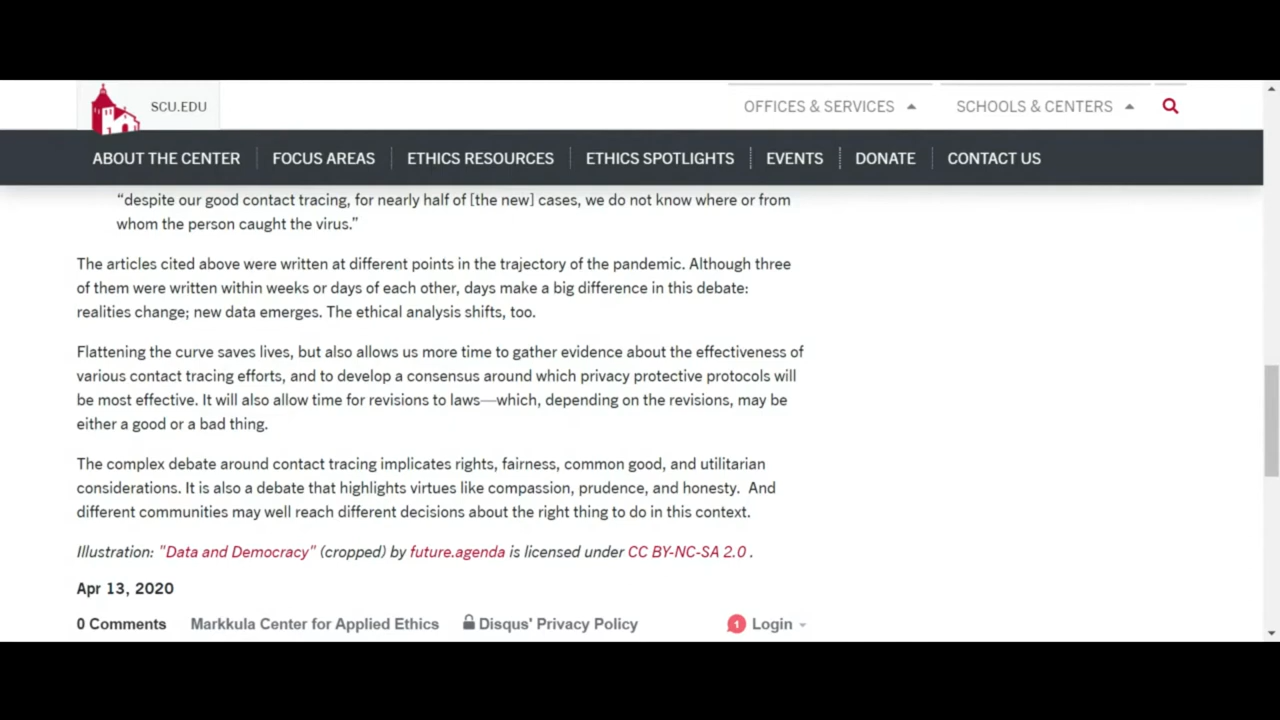 SCU.EDU
OFFICES & SERVICES
SCHOOLS & CENTERS
ABOUT THE CENTER
FOCUS AREAS
ETHICS RESOURCES
ETHICS SPOTLIGHTS
EVENTS
DONATE
CONTACT US
“despite our good contact tracing, for nearly half of [the new] cases, we do not know where or from
whom the person caught the virus.”
The articles cited above were written at different points in the trajectory of the pandemic. Although three
of them were written within weeks or days of each other, days make a big difference in this debate:
realities change; new data emerges. The ethical analysis shifts, too.
Flattening the curve saves lives, but also allows us more time to gather evidence about the effectiveness of
various contact tracing efforts, and to develop a consensus around which privacy protective protocols will
be most effective. It will also allow time for revisions to laws—which, depending on the revisions, may be
either a good or a bad thing.
The complex debate around contact tracing implicates rights, fairness, common good, and utilitarian
considerations. It is also a debate that highlights virtues like compassion, prudence, and honesty.  And
different communities may well reach different decisions about the right thing to do in this context.
Illustration: "Data and Democracy" (cropped) by future.agenda is licensed under CC BY-NC-SA 2.0 .
Apr 13, 2020
0 Comments
Markkula Center for Applied Ethics
Disqus' Privacy Policy
1
Login